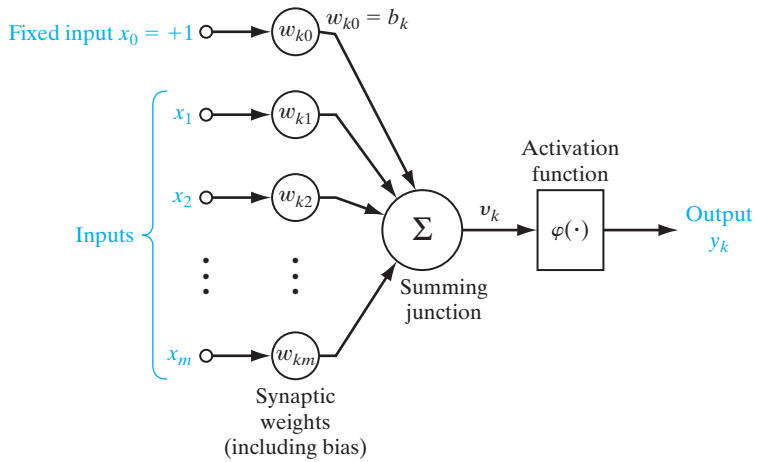 Fixed input x₀ = +1
wₖ₀
wₖ₀ = bₖ
x₁
wₖ₁
x₂
wₖ₂
Inputs
⋮
⋮
xₘ
wₖₘ
Σ
Summing
junction
vₖ
Activation
function
φ(·)
Output
yₖ
Synaptic
weights
(including bias)